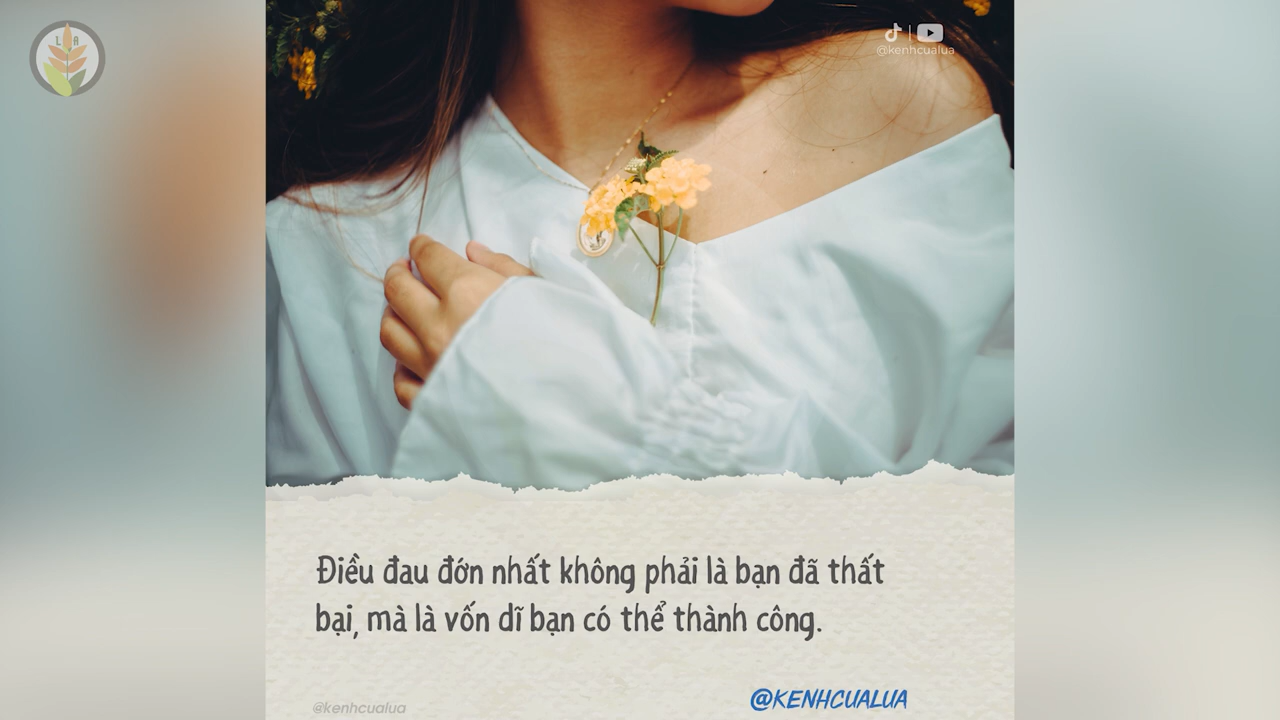 L A
@kenhcualua
Điều đau đớn nhất không phải là bạn đã thất
bại, mà là vốn dĩ bạn có thể thành công.
@KENHCUALUA
@kenhcualua